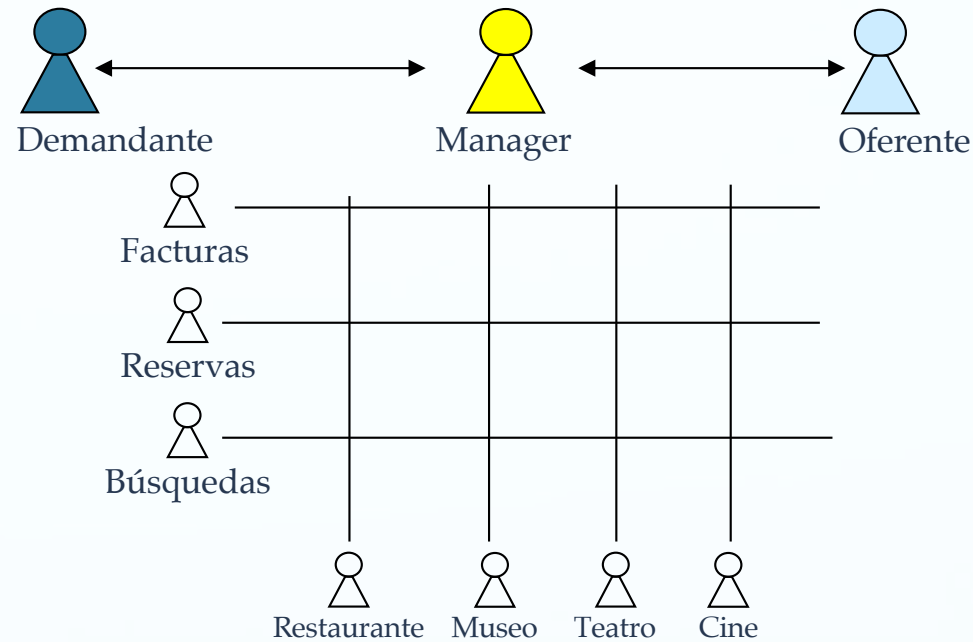 Demandante Manager Oferente
Facturas
Reservas
Búsquedas
Restaurante Museo Teatro Cine